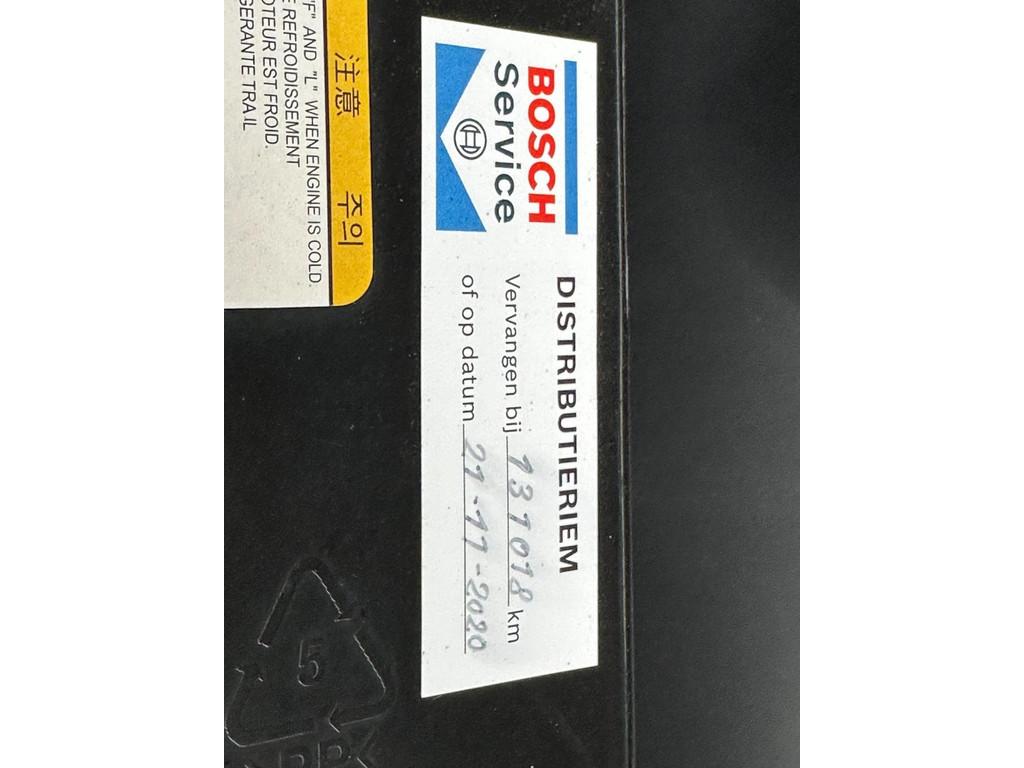 BOSCH
Service
DISTRIBUTIERIEM
Vervangen bij 131018 km
of op datum 21-11-2020
注意 주의
"F" AND "L" WHEN ENGINE IS COLD.
REFROIDISSEMENT
OTEUR EST FROID.
GERANTE TRAIL
5
PP